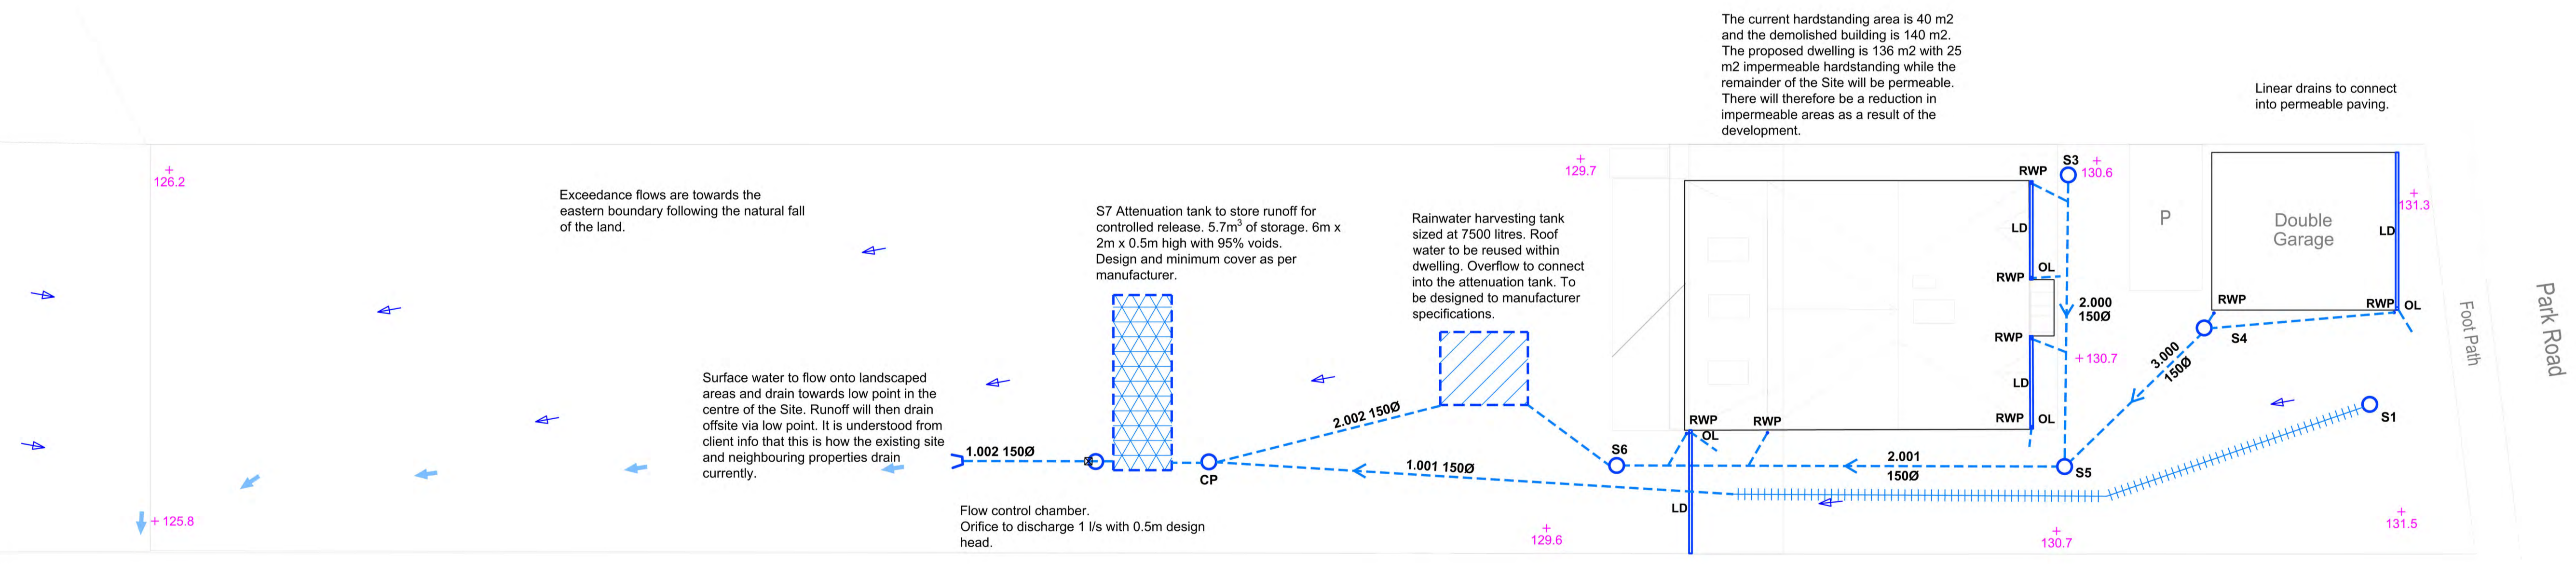 The current hardstanding area is 40 m2
and the demolished building is 140 m2.
The proposed dwelling is 136 m2 with 25
m2 impermeable hardstanding while the
remainder of the Site will be permeable.
There will therefore be a reduction in
impermeable areas as a result of the
development.
Linear drains to connect
into permeable paving.
126.2
Exceedance flows are towards the
eastern boundary following the natural fall
of the land.
S7 Attenuation tank to store runoff for
controlled release. 5.7m³ of storage. 6m x
2m x 0.5m high with 95% voids.
Design and minimum cover as per
manufacturer.
Rainwater harvesting tank
sized at 7500 litres. Roof
water to be reused within
dwelling. Overflow to connect
into the attenuation tank. To
be designed to manufacturer
specifications.
129.7
RWP
S3
130.6
LD
OL
RWP
2.000
150Ø
RWP
130.7
LD
RWP
OL
P
Double
Garage
LD
131.3
RWP
RWP
OL
S4
3.000
150Ø
S1
Foot Path
Park Road
Surface water to flow onto landscaped
areas and drain towards low point in the
centre of the Site. Runoff will then drain
offsite via low point. It is understood from
client info that this is how the existing site
and neighbouring properties drain
currently.
1.002 150Ø
CP
2.002 150Ø
1.001 150Ø
S6
RWP
OL
RWP
2.001
150Ø
S5
LD
125.8
Flow control chamber.
Orifice to discharge 1 l/s with 0.5m design
head.
129.6
130.7
131.5